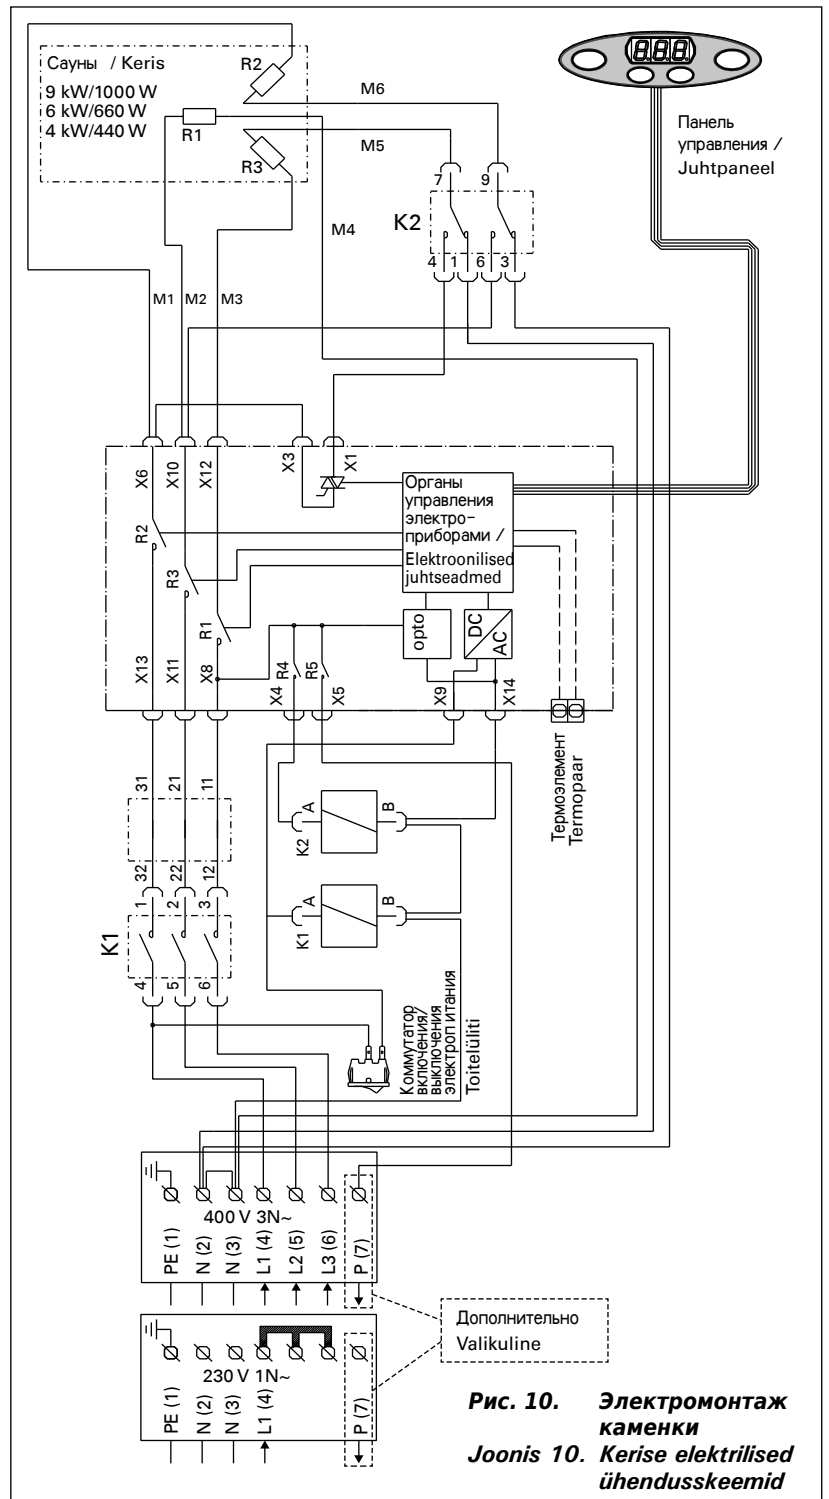 Сауны / Keris
9 kW/1000 W
6 kW/660 W
4 kW/440 W
R2
R1
R3
M6
M5
M4
M1
M2
M3
8.8.8.
Панель
управления /
Juhtpaneel
7
9
K2
4
1
6
3
X6
X10
X12
X3
X1
R2
R3
R1
Органы
управления
электро-
приборами /
Elektroonilised
juhtseadmed
opto
DC
AC
X13
X11
X8
X4
R4
R5
X5
X9
X14
Термоэлемент
Termopaar
31
21
11
32
22
12
K2
A
B
K1
A
B
K1
1
2
3
4
5
6
Коммутатор
включения/
выключения
электроп итания
Toitelüliti
400 V 3N~
PE (1)
N (2)
N (3)
L1 (4)
L2 (5)
L3 (6)
P (7)
230 V 1N~
PE (1)
N (2)
N (3)
L1 (4)
P (7)
Дополнительно
Valikuline
Рис. 10. Электромонтаж
каменки
Joonis 10. Kerise elektrilised
ühendusskeemid